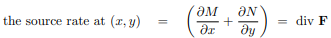 the source rate at (x, y) = (∂M/∂x + ∂N/∂y) = div F